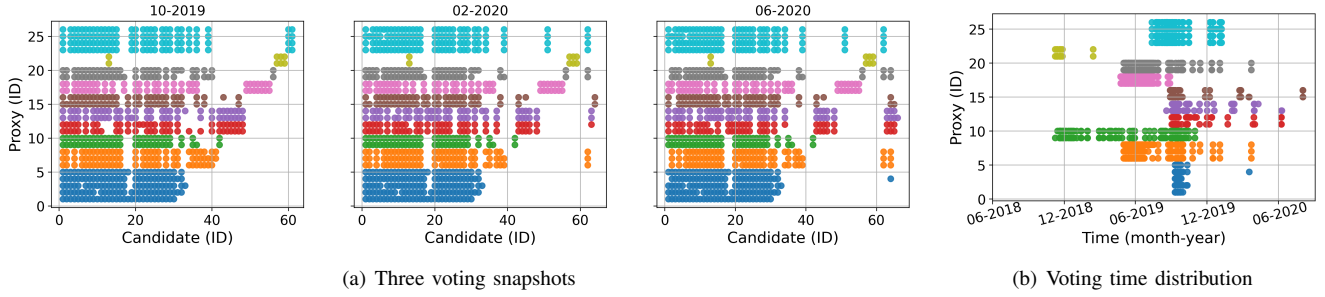 10-2019
02-2020
06-2020
Proxy (ID)
25
20
15
10
5
0
0 20 40 60
Candidate (ID)
0 20 40 60
Candidate (ID)
0 20 40 60
Candidate (ID)
(a) Three voting snapshots
Proxy (ID)
25
20
15
10
5
0
06-2018 12-2018 06-2019 12-2019 06-2020
Time (month-year)
(b) Voting time distribution